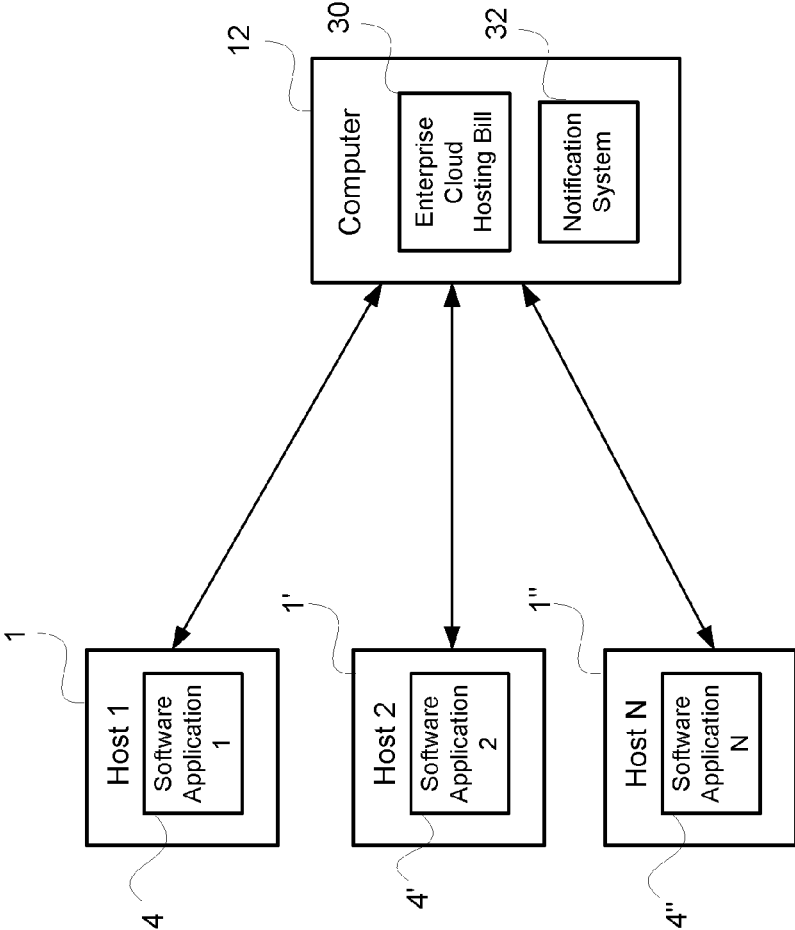 1
Host 1
Software
Application
1
4
1'
Host 2
Software
Application
2
4'
1"
Host N
Software
Application
N
4"
12
Computer
30
Enterprise
Cloud
Hosting Bill
32
Notification
System